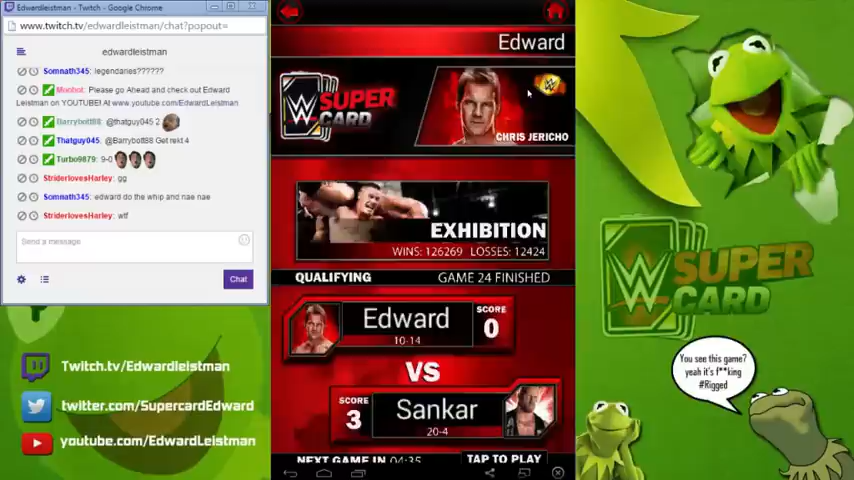 Edwardleistman - Twitch - Google Chrome
www.twitch.tv/edwardleistman/chat?popout=
edwardleistman
Somnath345: legendaries??????
Moobot: Please go Ahead and check out Edward
Leistman on YOUTUBE! At www.youtube.com/EdwardLeistman
Barrybott88: @thatguy045 2
Thatguy045: @Barrybott88 Get rekt 4
Turbo9879: 9-0
StriderlovesHarley: gg
Somnath345: edward do the whip and nae nae
StriderlovesHarley: wtf
Send a message
Chat
Twitch.tv/Edwardleistman
twitter.com/SupercardEdward
youtube.com/EdwardLeistman
Edward
SUPER
CARD
CHRIS JERICHO
EXHIBITION
WINS: 126269 LOSSES: 12424
QUALIFYING GAME 24 FINISHED
Edward
10-14
SCORE
0
VS
SCORE
3
Sankar
20-4
NEXT GAME IN 04:35 TAP TO PLAY
SUPER
CARD
You see this game?
yeah it's f**king
#Rigged